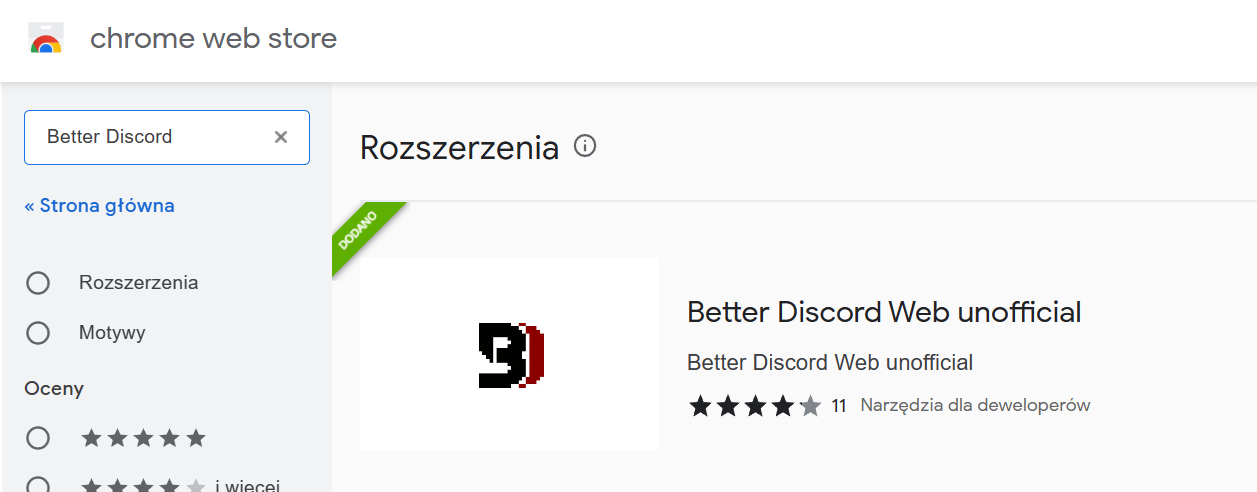 chrome web store
Better Discord
« Strona główna
Rozszerzenia
Motywy
Oceny
i więcej
Rozszerzenia
DODANO
Better Discord Web unofficial
Better Discord Web unofficial
11 Narzędzia dla deweloperów